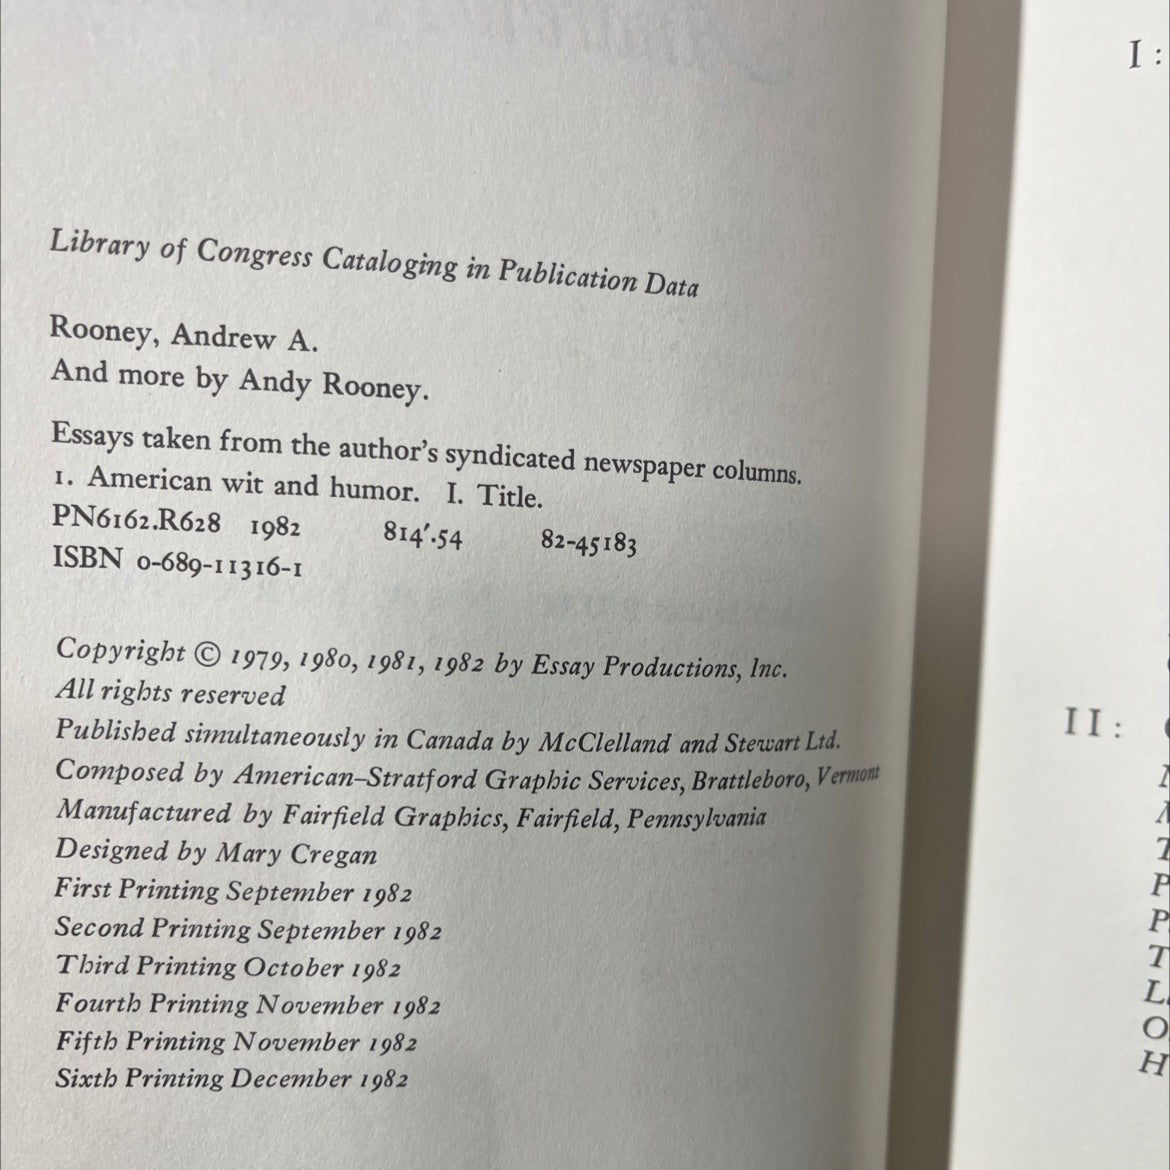 Library of Congress Cataloging in Publication Data
Rooney, Andrew A.
And more by Andy Rooney.
Essays taken from the author's syndicated newspaper columns.
1. American wit and humor. I. Title.
PN6162.R628 1982 814′.54 82-45183
ISBN 0-689-11316-1
Copyright © 1979, 1980, 1981, 1982 by Essay Productions, Inc.
All rights reserved
Published simultaneously in Canada by McClelland and Stewart Ltd.
Composed by American–Stratford Graphic Services, Brattleboro, Vermont
Manufactured by Fairfield Graphics, Fairfield, Pennsylvania
Designed by Mary Cregan
First Printing September 1982
Second Printing September 1982
Third Printing October 1982
Fourth Printing November 1982
Fifth Printing November 1982
Sixth Printing December 1982
I:
II:
T
P
P
T
L
O
H